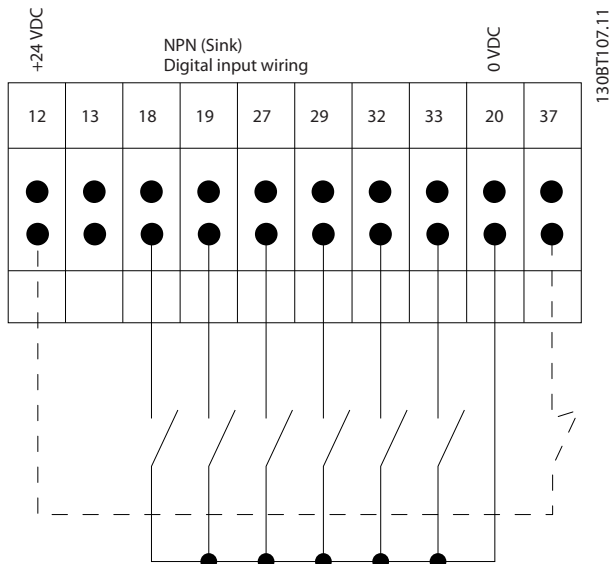 +24 VDC
NPN (Sink)
Digital input wiring
0 VDC
130BT107.11
12 13 18 19 27 29 32 33 20 37